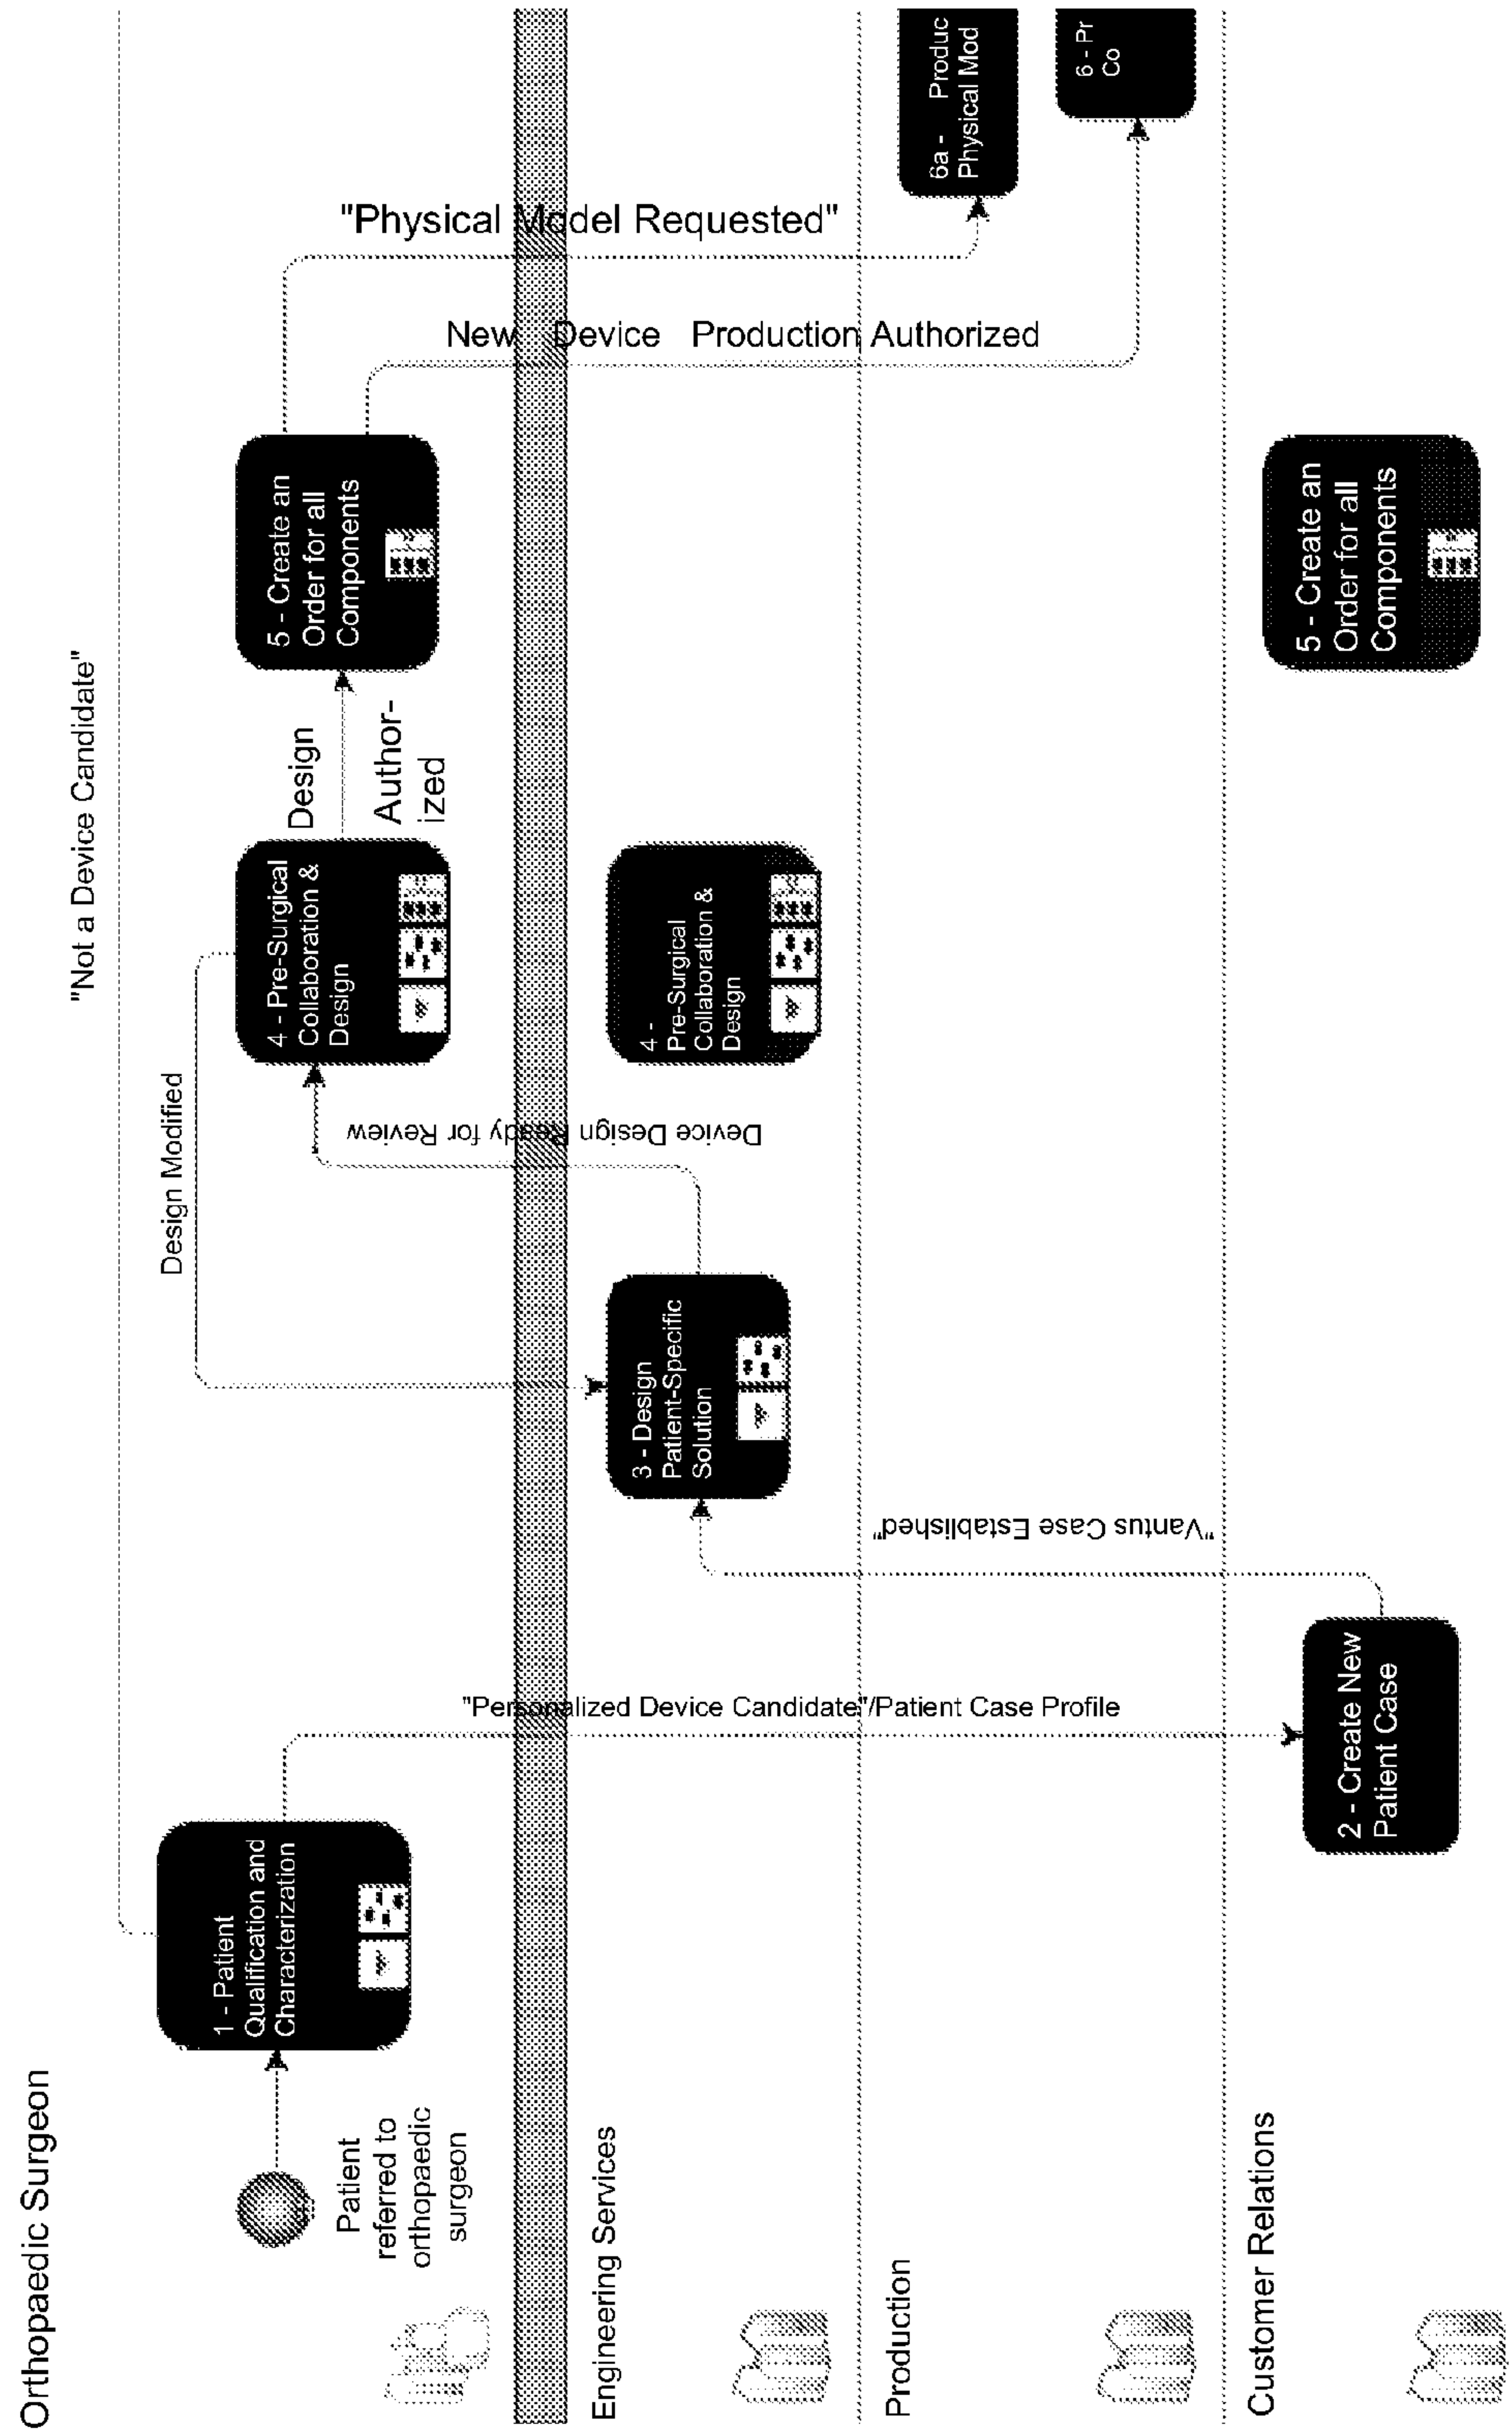 Orthopaedic Surgeon
"Not a Device Candidate"
Patient
referred to
orthopaedic
surgeon
1 - Patient
Qualification and
Characterization
Design Modified
4 - Pre-Surgical
Collaboration &
Design
Design
Author-
ized
5 - Create an
Order for all
Components
"Physical Model Requested"
New Device Production Authorized
Device Design Ready for Review
"Personalized Device Candidate"/Patient Case Profile
Engineering Services
3 - Design
Patient-Specific
Solution
4 -
Pre-Surgical
Collaboration &
Design
"Vantus Case Established"
Production
6a - Produc
Physical Mod
6 - Pr
Co
Customer Relations
2 - Create New
Patient Case
5 - Create an
Order for all
Components